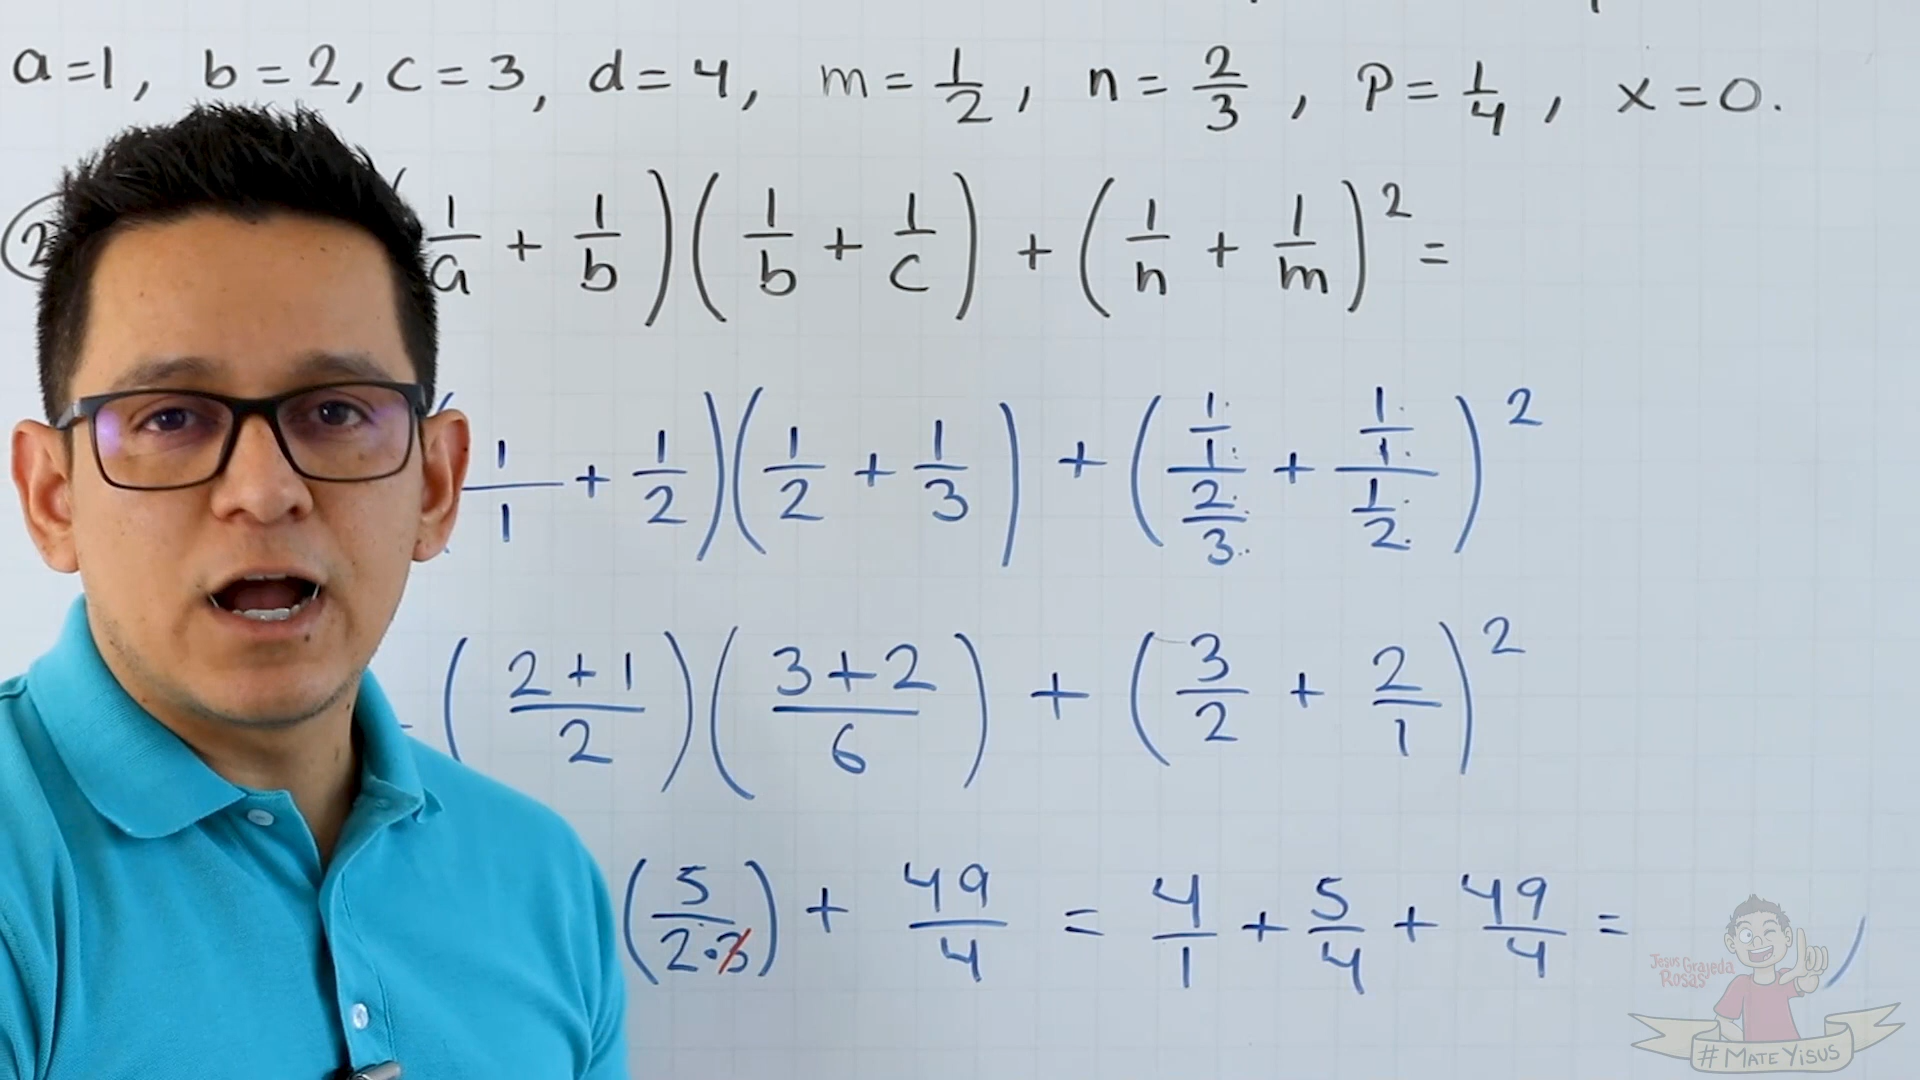 a=1, b=2, c=3, d=4, m=1/2, n=2/3, p=1/4, x=0.
2 (1/a + 1/b)(1/b + 1/c) + (1/n + 1/m)² =
(1/1 + 1/2)(1/2 + 1/3) + ((1/1)/(2/3) + (1/1)/(1/2))²
(2+1/2)(3+2/6) + (3/2 + 2/1)²
(5/2·3) + 49/4 = 4/1 + 5/4 + 49/4 =
Jesus Grajeda Rosas
#MateYisus